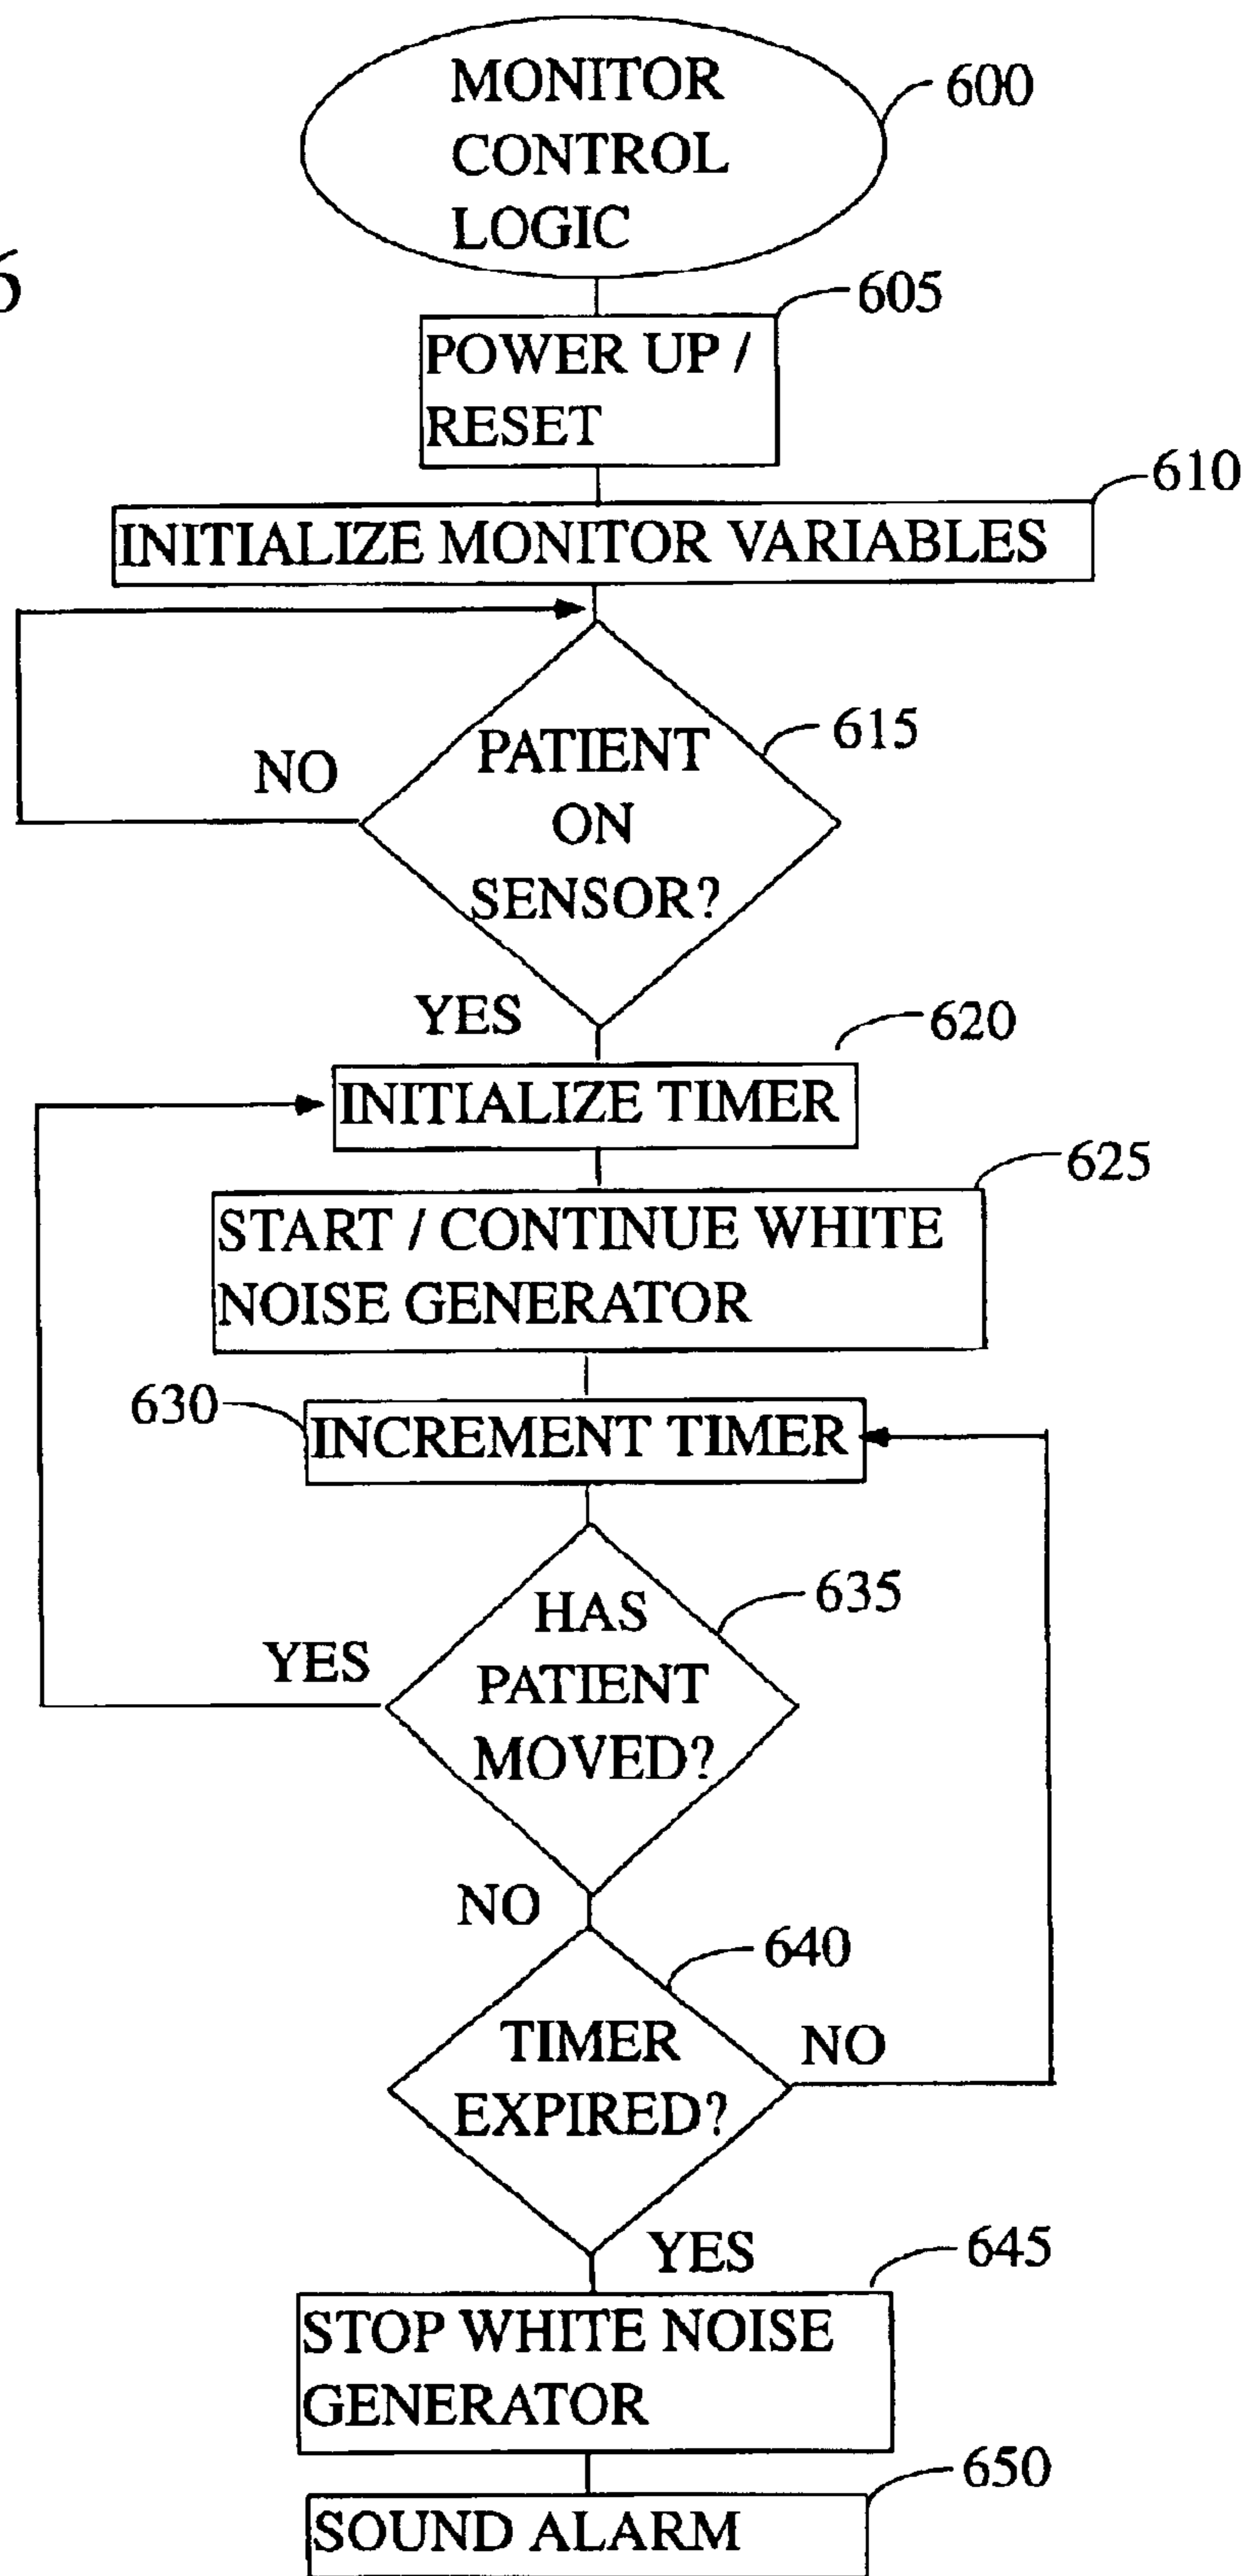 MONITOR
CONTROL
LOGIC
600
6
605
POWER UP /
RESET
610
INITIALIZE MONITOR VARIABLES
615
PATIENT
ON
SENSOR?
NO
YES
620
INITIALIZE TIMER
625
START / CONTINUE WHITE
NOISE GENERATOR
630
INCREMENT TIMER
635
HAS
PATIENT
MOVED?
YES
NO
640
TIMER
EXPIRED?
NO
YES
645
STOP WHITE NOISE
GENERATOR
650
SOUND ALARM